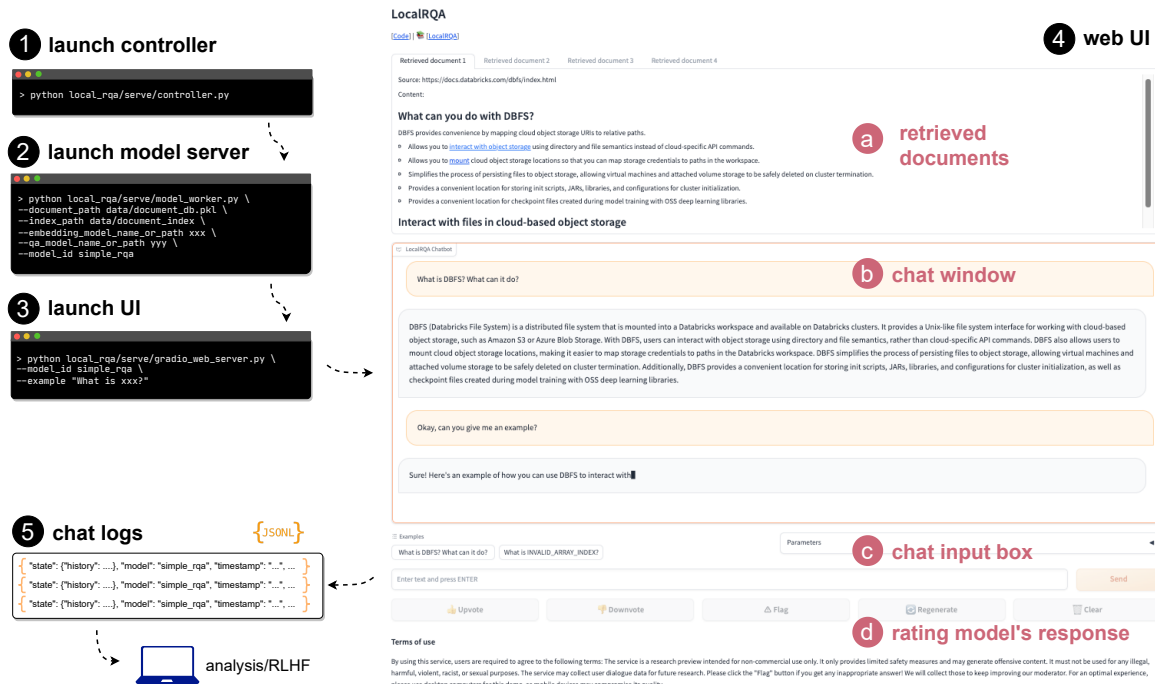 1 launch controller
> python local_rqa/serve/controller.py
2 launch model server
> python local_rqa/serve/model_worker.py \
--document_path data/document_db.pkl \
--index_path data/document_index \
--embedding_model_name_or_path xxx \
--qa_model_name_or_path yyy \
--model_id simple_rqa
3 launch UI
> python local_rqa/serve/gradio_web_server.py \
--model_id simple_rqa \
--example "What is xxx?"
5 chat logs
{JSONL}
{ "state": {"history": ....}, "model": "simple_rqa", "timestamp": "...", ... }
{ "state": {"history": ....}, "model": "simple_rqa", "timestamp": "...", ... }
{ "state": {"history": ....}, "model": "simple_rqa", "timestamp": "...", ... }
analysis/RLHF
4 web UI
LocalRQA
[Code] | 📚 [LocalRQA]
Retrieved document 1 Retrieved document 2 Retrieved document 3 Retrieved document 4
Source: https://docs.databricks.com/dbfs/index.html
Content:
What can you do with DBFS?
DBFS provides convenience by mapping cloud object storage URIs to relative paths.
Allows you to interact with object storage using directory and file semantics instead of cloud-specific API commands.
Allows you to mount cloud object storage locations so that you can map storage credentials to paths in the workspace.
Simplifies the process of persisting files to object storage, allowing virtual machines and attached volume storage to be safely deleted on cluster termination.
Provides a convenient location for storing init scripts, JARs, libraries, and configurations for cluster initialization.
Provides a convenient location for checkpoint files created during model training with OSS deep learning libraries.
Interact with files in cloud-based object storage
a retrieved
documents
LocalRQA Chatbot
b chat window
What is DBFS? What can it do?
DBFS (Databricks File System) is a distributed file system that is mounted into a Databricks workspace and available on Databricks clusters. It provides a Unix-like file system interface for working with cloud-based
object storage, such as Amazon S3 or Azure Blob Storage. With DBFS, users can interact with object storage using directory and file semantics, rather than cloud-specific API commands. DBFS also allows users to
mount cloud object storage locations, making it easier to map storage credentials to paths in the Databricks workspace. DBFS simplifies the process of persisting files to object storage, allowing virtual machines and
attached volume storage to be safely deleted on cluster termination. Additionally, DBFS provides a convenient location for storing init scripts, JARs, libraries, and configurations for cluster initialization, as well as
checkpoint files created during model training with OSS deep learning libraries.
Okay, can you give me an example?
Sure! Here's an example of how you can use DBFS to interact with
Examples
What is DBFS? What can it do? What is INVALID_ARRAY_INDEX?
Parameters
c chat input box
Enter text and press ENTER
Send
👍 Upvote 👎 Downvote ⚠ Flag 🔄 Regenerate 🗑 Clear
d rating model's response
Terms of use
By using this service, users are required to agree to the following terms: The service is a research preview intended for non-commercial use only. It only provides limited safety measures and may generate offensive content. It must not be used for any illegal,
harmful, violent, racist, or sexual purposes. The service may collect user dialogue data for future research. Please click the "Flag" button if you get any inappropriate answer! We will collect those to keep improving our moderator. For an optimal experience,